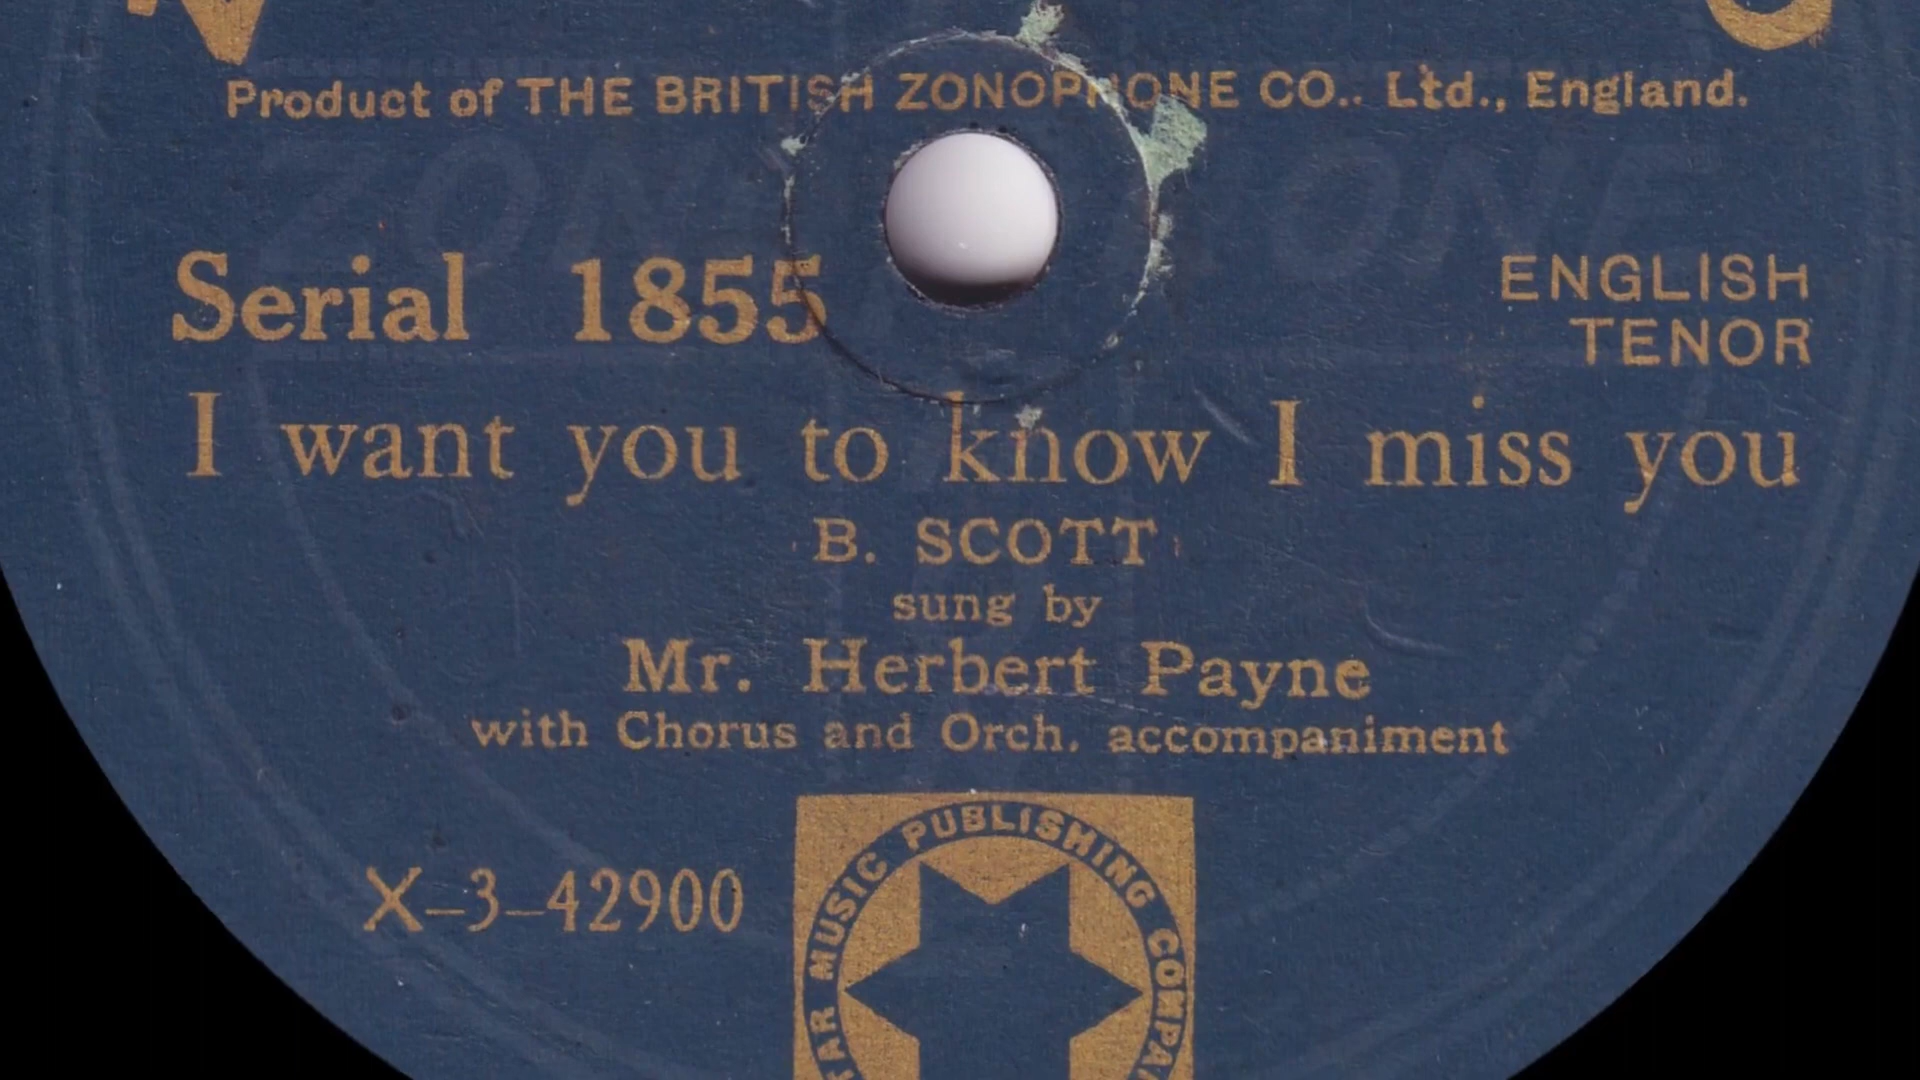 Product of THE BRITISH ZONOPHONE CO.. Ltd., England.
Serial 1855
ENGLISH
TENOR
I want you to know I miss you
B. SCOTT
sung by
Mr. Herbert Payne
with Chorus and Orch. accompaniment
X-3-42900
MUSIC PUBLISHING